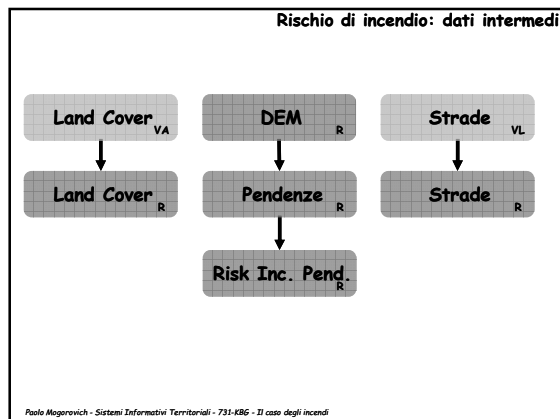 Rischio di incendio: dati intermedi
Land Cover VA
DEM R
Strade VL
Land Cover R
Pendenze R
Strade R
Risk Inc. Pend. R
Paolo Mogorovich - Sistemi Informativi Territoriali - 731-KBG - Il caso degli incendi